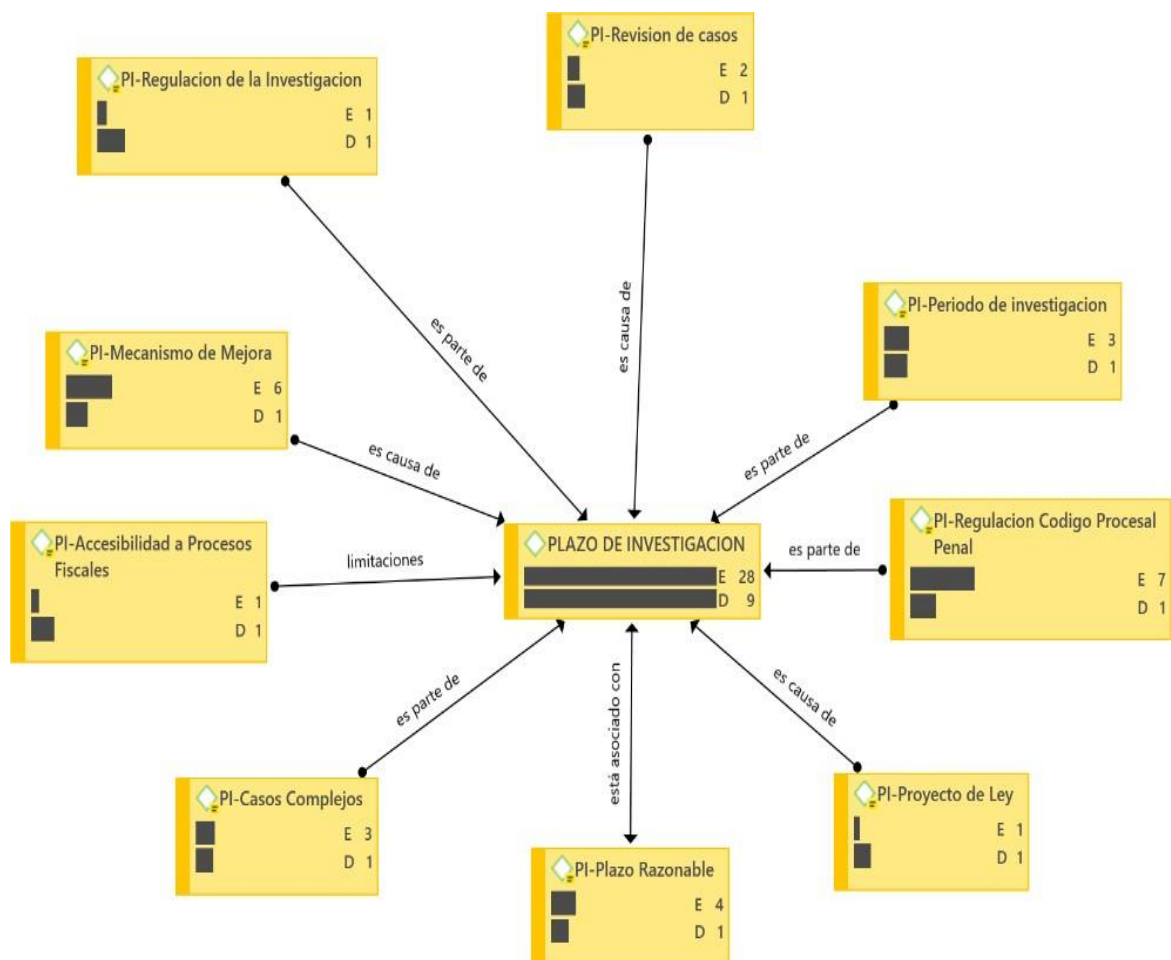 PI-Revision de casos
E 2
D 1
PI-Regulacion de la Investigacion
E 1
D 1
es parte de
es causa de
PI-Periodo de investigacion
E 3
D 1
es parte de
PI-Mecanismo de Mejora
E 6
D 1
es causa de
PI-Accesibilidad a Procesos
Fiscales
E 1
D 1
limitaciones
PLAZO DE INVESTIGACION
E 28
D 9
es parte de
PI-Regulacion Codigo Procesal
Penal
E 7
D 1
es parte de
está asociado con
es causa de
PI-Casos Complejos
E 3
D 1
PI-Plazo Razonable
E 4
D 1
PI-Proyecto de Ley
E 1
D 1